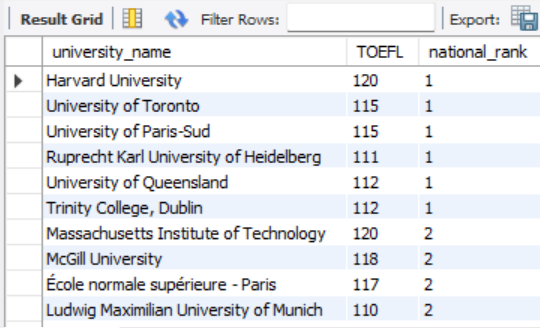 Result Grid Filter Rows: Export:
university_name TOEFL national_rank
Harvard University 120 1
University of Toronto 115 1
University of Paris-Sud 115 1
Ruprecht Karl University of Heidelberg 111 1
University of Queensland 112 1
Trinity College, Dublin 112 1
Massachusetts Institute of Technology 120 2
McGill University 118 2
École normale supérieure - Paris 117 2
Ludwig Maximilian University of Munich 110 2